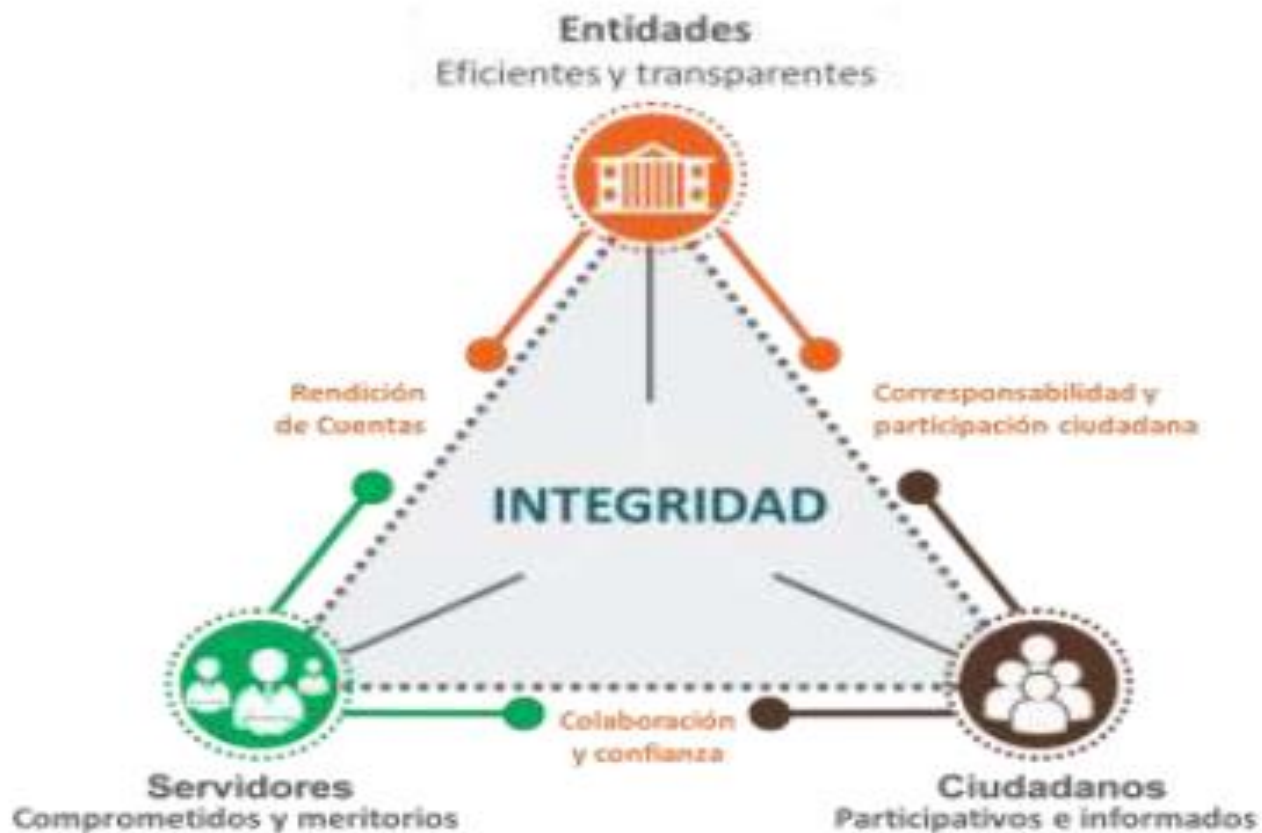 Entidades
Eficientes y transparentes
Rendición
de Cuentas
Corresponsabilidad y
participación ciudadana
INTEGRIDAD
Colaboración
y confianza
Servidores
Comprometidos y meritorios
Ciudadanos
Participativos e informados